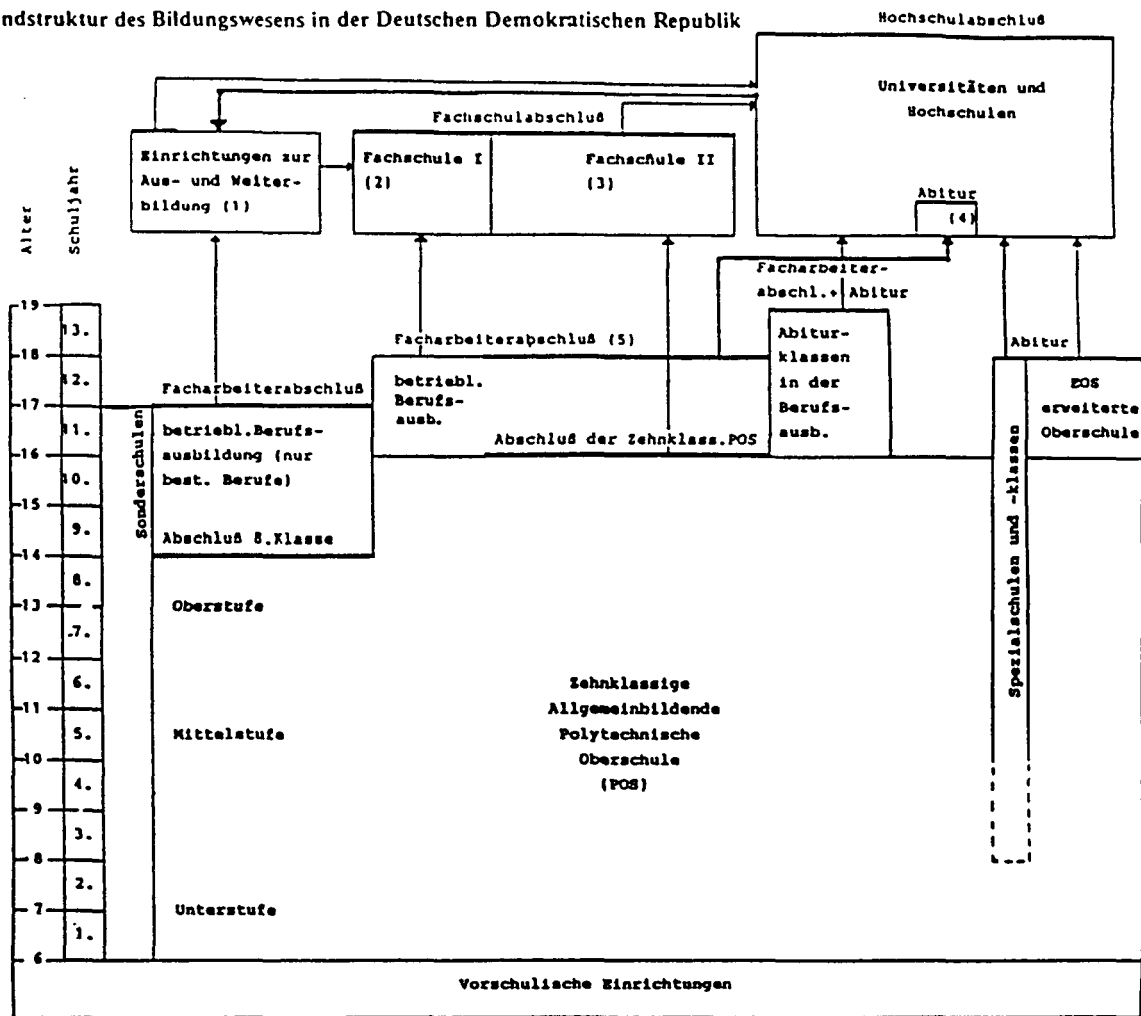 ndstruktur des Bildungswesens in der Deutschen Demokratischen Republik
Hochschulabschluß
Universitäten und
Hochschulen
Fachschulabschluß
Einrichtungen zur
Aus- und Weiter-
bildung (1)
Fachschule I
(2)
Fachschule II
(3)
Abitur
(4)
Alter
Schuljahr
Facharbeiter-
abschl.+ Abitur
19
13.
18
12.
17
11.
16
10.
15
9.
14
8.
13
7.
12
6.
11
5.
10
4.
9
3.
8
2.
7
1.
6
Facharbeiterabschluß (5)
Abitur-
klassen
in der
Berufs-
ausb.
Abitur
betriebl.
Berufs-
ausb.
EOS
erweiterte
Oberschule
Facharbeiterabschluß
Sonderschulen
betriebl.Berufs-
ausbildung (nur
best. Berufe)
Abschluß der Zehnklass.POS
Spezialschulen und -klassen
Abschluß 8.Klasse
Oberstufe
Zehnklassige
Allgemeinbildende
Polytechnische
Oberschule
(POS)
Mittelstufe
Unterstufe
Vorschulische Einrichtungen